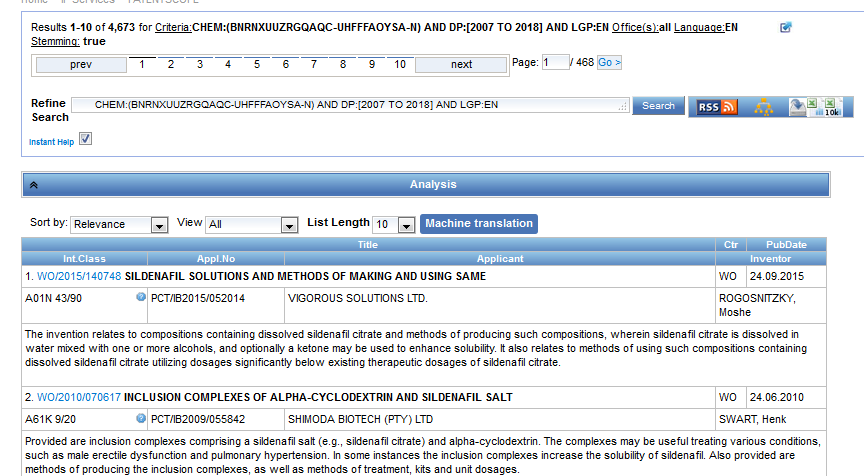 Home IP Services PATENTSCOPE
Results 1-10 of 4,673 for Criteria:CHEM:(BNRNXUUZRGQAQC-UHFFFAOYSA-N) AND DP:[2007 TO 2018] AND LGP:EN Office(s):all Language:EN
Stemming: true
prev 1 2 3 4 5 6 7 8 9 10 next Page: 1 / 468 Go >
Refine Search CHEM:(BNRNXUUZRGQAQC-UHFFFAOYSA-N) AND DP:[2007 TO 2018] AND LGP:EN Search RSS 10k
Instant Help
Analysis
Sort by: Relevance View All List Length 10 Machine translation
Title Ctr PubDate
Int.Class Appl.No Applicant Inventor
1. WO/2015/140748 SILDENAFIL SOLUTIONS AND METHODS OF MAKING AND USING SAME WO 24.09.2015
A01N 43/90 PCT/IB2015/052014 VIGOROUS SOLUTIONS LTD. ROGOSNITZKY,
Moshe
The invention relates to compositions containing dissolved sildenafil citrate and methods of producing such compositions, wherein sildenafil citrate is dissolved in
water mixed with one or more alcohols, and optionally a ketone may be used to enhance solubility. It also relates to methods of using such compositions containing
dissolved sildenafil citrate utilizing dosages significantly below existing therapeutic dosages of sildenafil citrate.
2. WO/2010/070617 INCLUSION COMPLEXES OF ALPHA-CYCLODEXTRIN AND SILDENAFIL SALT WO 24.06.2010
A61K 9/20 PCT/IB2009/055842 SHIMODA BIOTECH (PTY) LTD SWART, Henk
Provided are inclusion complexes comprising a sildenafil salt (e.g., sildenafil citrate) and alpha-cyclodextrin. The complexes may be useful treating various conditions,
such as male erectile dysfunction and pulmonary hypertension. In some instances the inclusion complexes increase the solubility of sildenafil. Also provided are
methods of producing the inclusion complexes, as well as methods of treatment, kits and unit dosages.